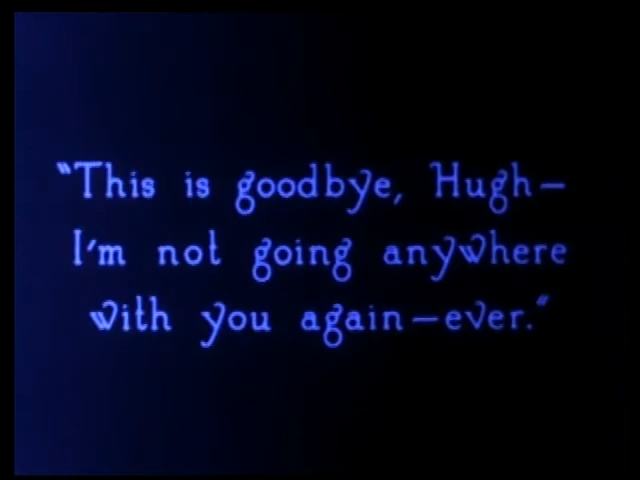 "This is goodbye, Hugh—
I'm not going anywhere
with you again—ever."